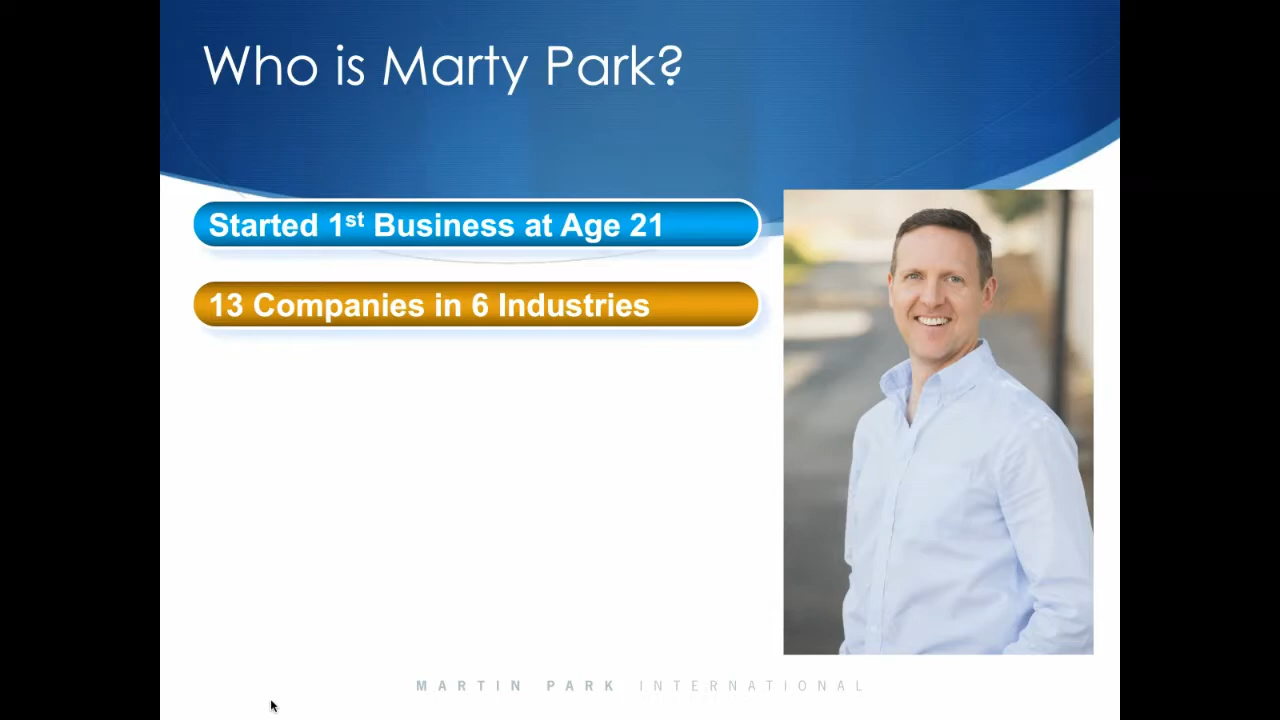 Who is Marty Park?
Started 1st Business at Age 21
13 Companies in 6 Industries
MARTIN PARK INTERNATIONAL